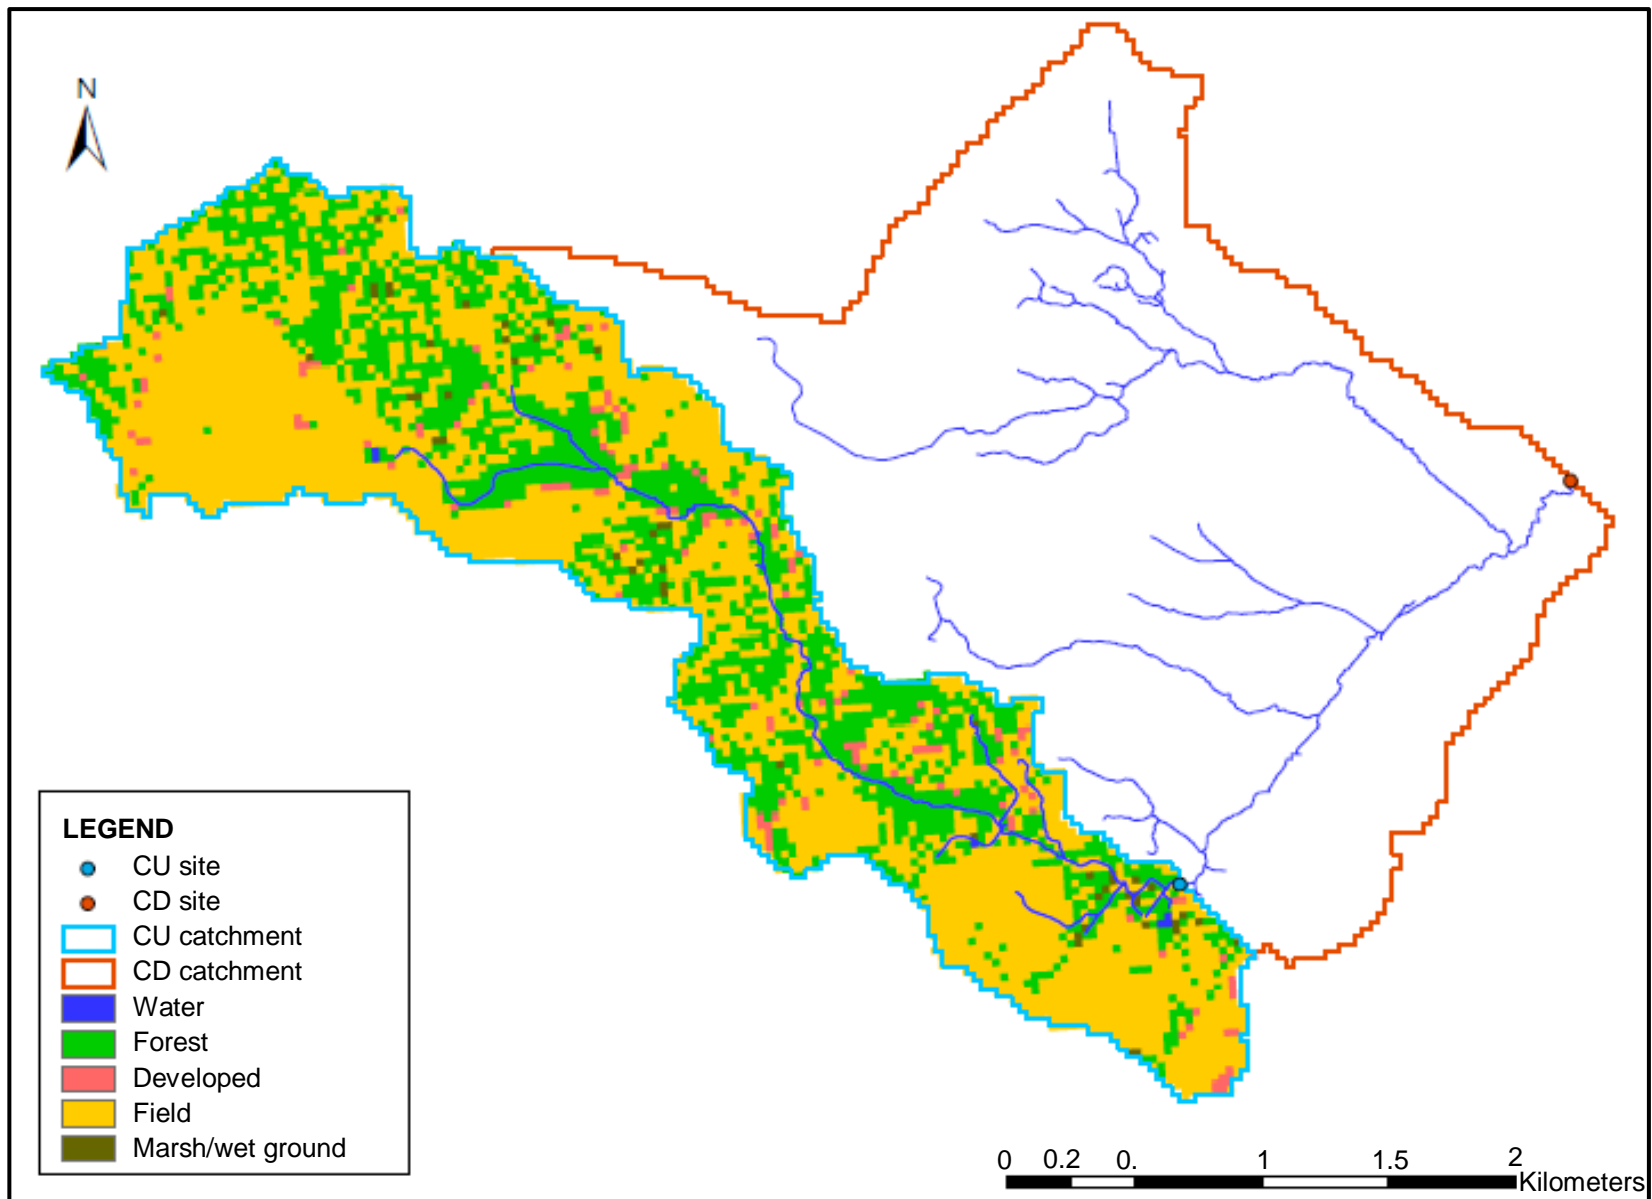 N
LEGEND
CU site
CD site
CU catchment
CD catchment
Water
Forest
Developed
Field
Marsh/wet ground
0 0.2 0. 1 1.5 2
Kilometers